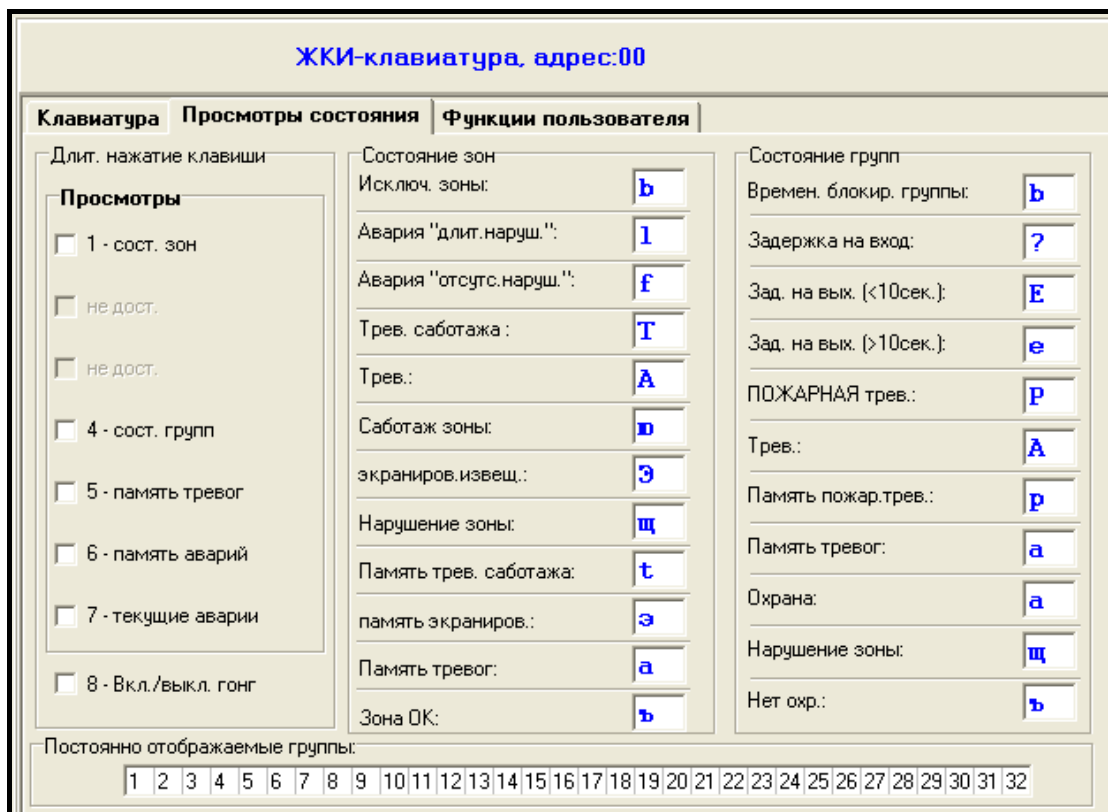 ЖКИ-клавиатура, адрес:00
Клавиатура Просмотры состояния Функции пользователя
Длит. нажатие клавиши
Просмотры
1 - сост. зон
не дост.
не дост.
4 - сост. групп
5 - память тревог
6 - память аварий
7 - текущие аварии
8 - Вкл./выкл. гонг
Состояние зон
Исключ. зоны: b
Авария "длит.наруш.": l
Авария "отсутс.наруш.": f
Трев. саботажа : T
Трев.: A
Саботаж зоны: ю
экраниров.извещ.: Э
Нарушение зоны: щ
Память трев. саботажа: t
память экраниров.: э
Память тревог: a
Зона ОК: ъ
Состояние групп
Времен. блокир. группы: b
Задержка на вход: ?
Зад. на вых. (<10сек.): E
Зад. на вых. (>10сек.): e
ПОЖАРНАЯ трев.: P
Трев.: A
Память пожар.трев.: p
Память тревог: a
Охрана: a
Нарушение зоны: щ
Нет охр.: ъ
Постоянно отображаемые группы:
1 2 3 4 5 6 7 8 9 10 11 12 13 14 15 16 17 18 19 20 21 22 23 24 25 26 27 28 29 30 31 32